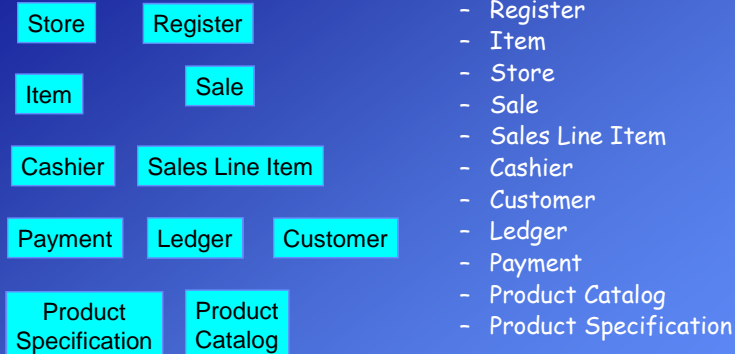 Store
Register
Item
Sale
Cashier
Sales Line Item
Payment
Ledger
Customer
Product
Specification
Product
Catalog
– Register
– Item
– Store
– Sale
– Sales Line Item
– Cashier
– Customer
– Ledger
– Payment
– Product Catalog
– Product Specification